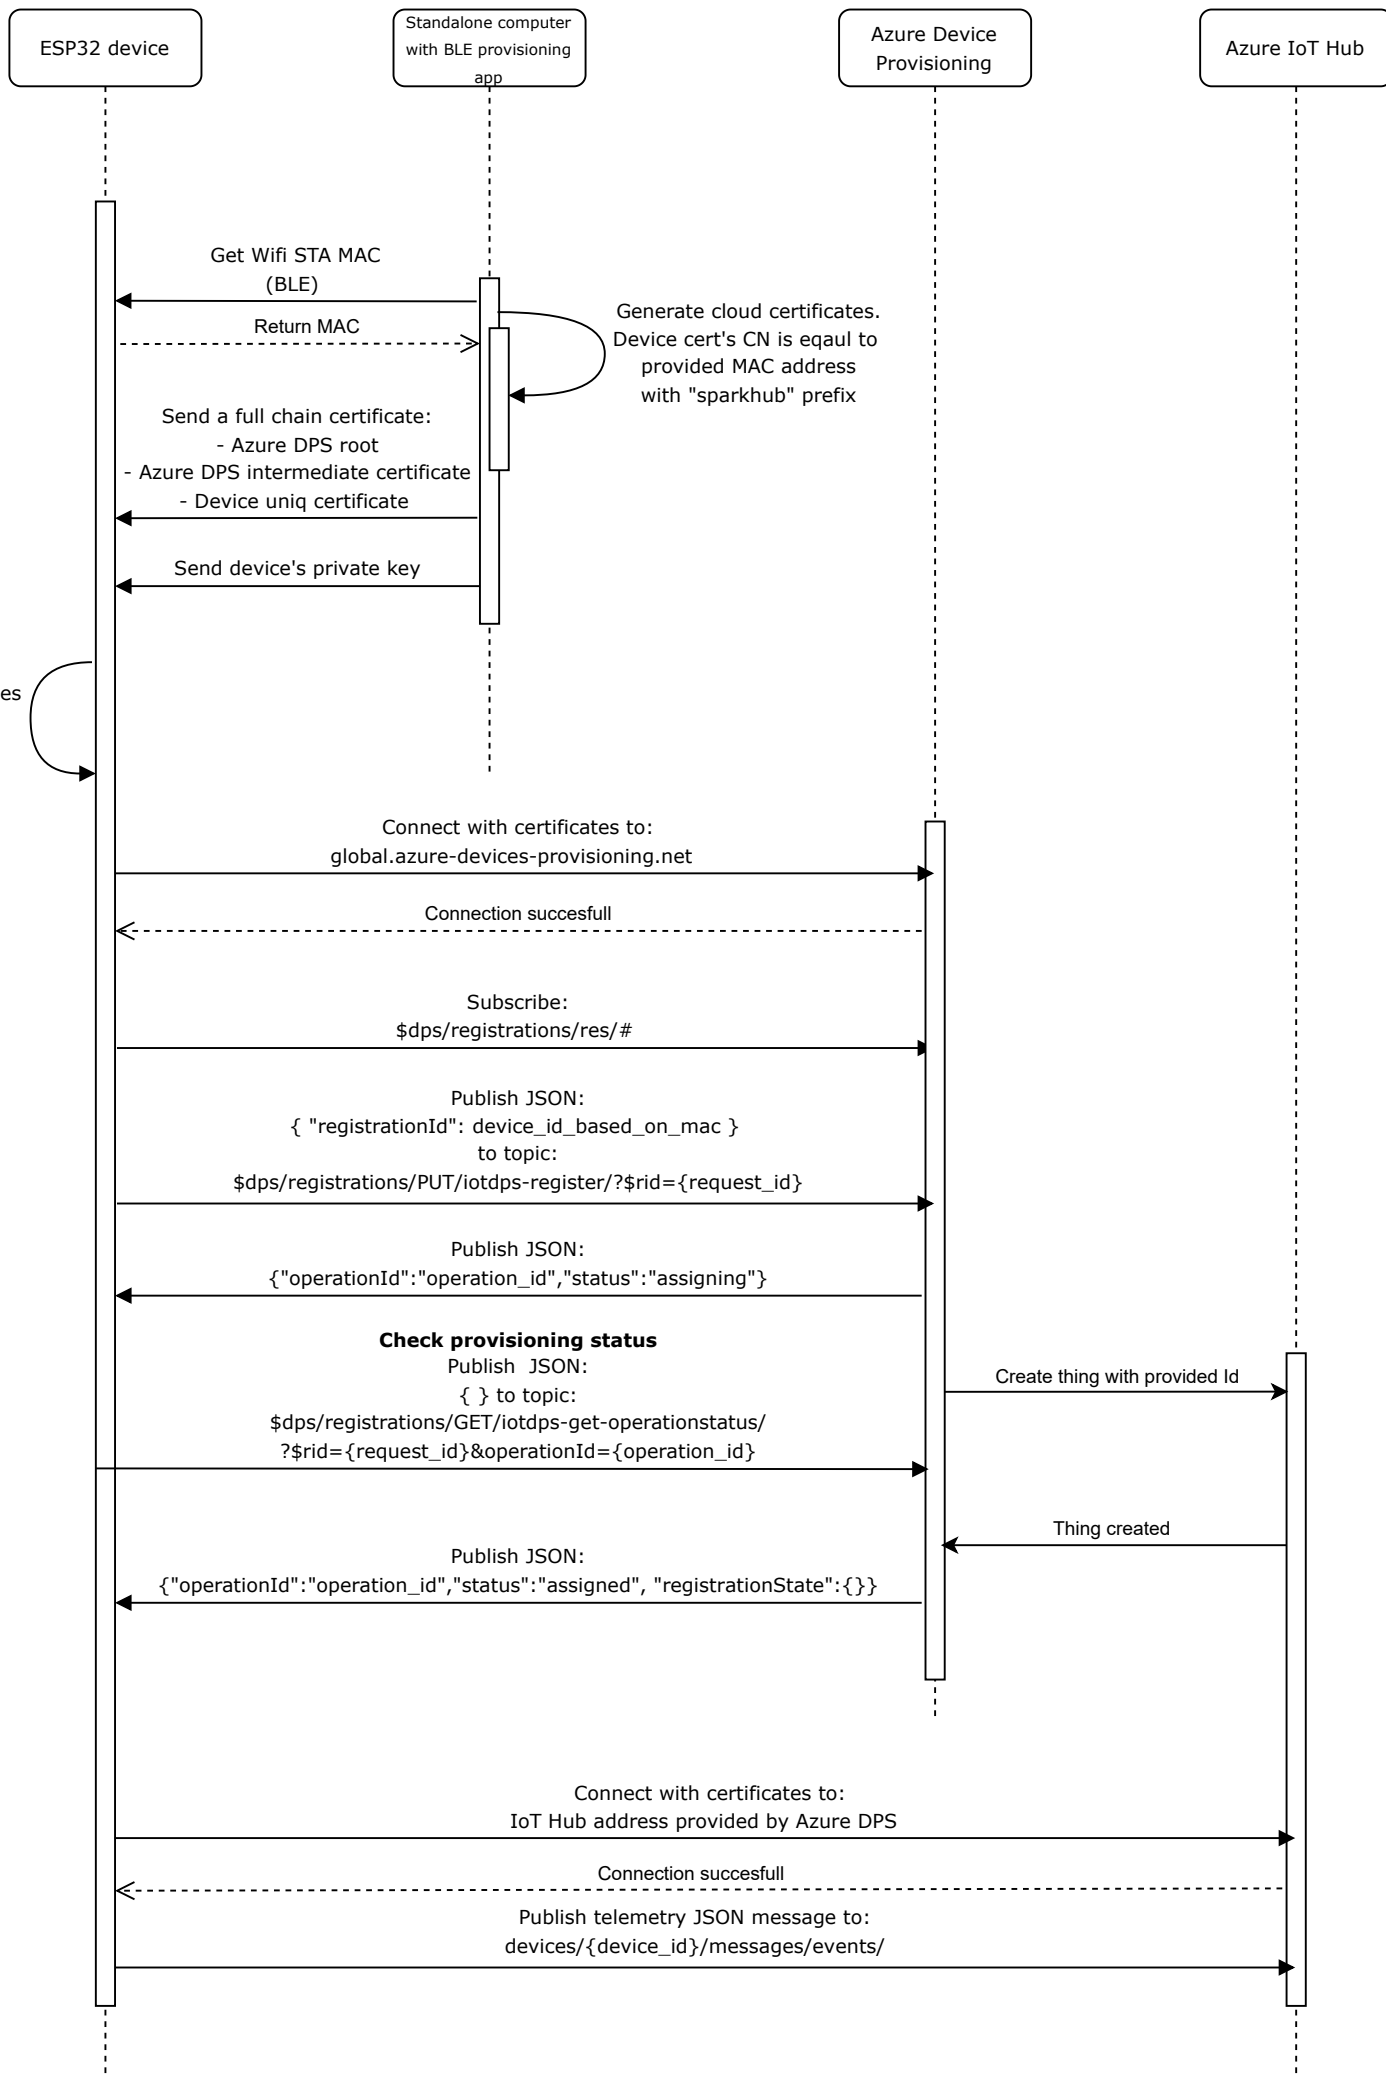 ESP32 device
Standalone computer
with BLE provisioning
app
Azure Device
Provisioning
Azure IoT Hub
Get Wifi STA MAC
(BLE)
Return MAC
Generate cloud certificates.
Device cert's CN is eqaul to
provided MAC address
with "sparkhub" prefix
Send a full chain certificate:
- Azure DPS root
- Azure DPS intermediate certificate
- Device uniq certificate
Send device's private key
es
Connect with certificates to:
global.azure-devices-provisioning.net
Connection succesfull
Subscribe:
$dps/registrations/res/#
Publish JSON:
{ "registrationId": device_id_based_on_mac }
to topic:
$dps/registrations/PUT/iotdps-register/?$rid={request_id}
Publish JSON:
{"operationId":"operation_id","status":"assigning"}
Check provisioning status
Publish  JSON:
{ } to topic:
$dps/registrations/GET/iotdps-get-operationstatus/
?$rid={request_id}&operationId={operation_id}
Create thing with provided Id
Thing created
Publish JSON:
{"operationId":"operation_id","status":"assigned", "registrationState":{}}
Connect with certificates to:
IoT Hub address provided by Azure DPS
Connection succesfull
Publish telemetry JSON message to:
devices/{device_id}/messages/events/